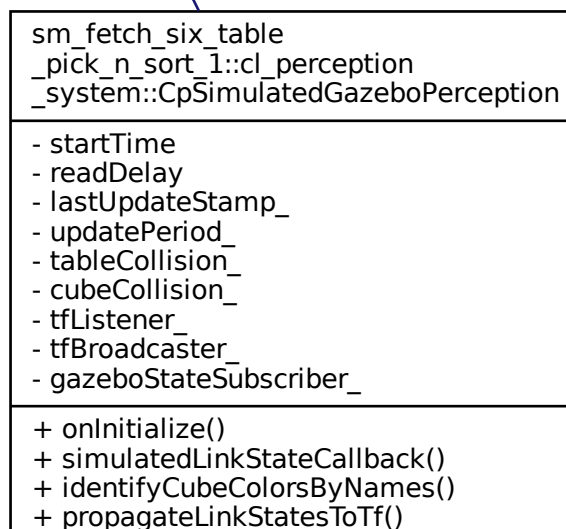 sm_fetch_six_table
_pick_n_sort_1::cl_perception
_system::CpSimulatedGazeboPerception
- startTime
- readDelay
- lastUpdateStamp_
- updatePeriod_
- tableCollision_
- cubeCollision_
- tfListener_
- tfBroadcaster_
- gazeboStateSubscriber_
+ onInitialize()
+ simulatedLinkStateCallback()
+ identifyCubeColorsByNames()
+ propagateLinkStatesToTf()